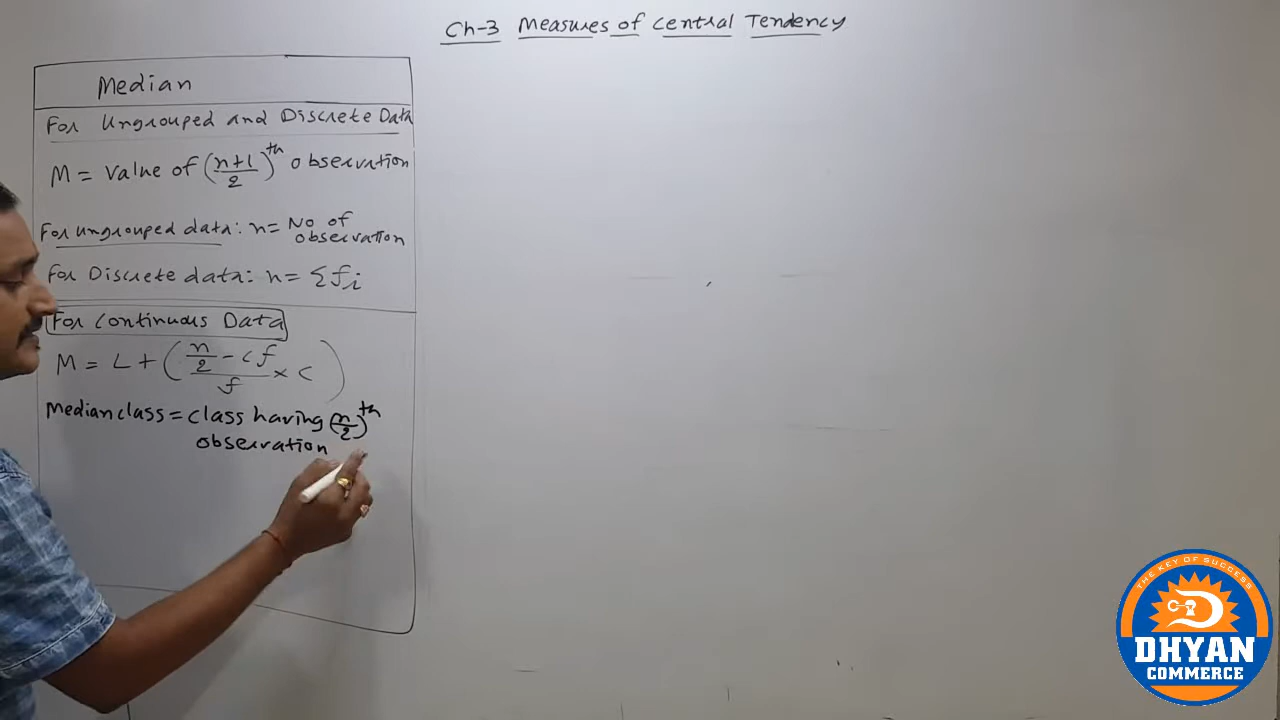 Ch-3 Measures of Central Tendency
Median
For Ungrouped and Discrete Data
M = Value of (n+1/2)th observation
For ungrouped data: n = No of observation
For Discrete data: n = Σfi
For Continuous Data
M = L + (n/2 - cf/f × c)
Median class = class having (n/2)th
observation
THE KEY OF SUCCESS
DHYAN
COMMERCE